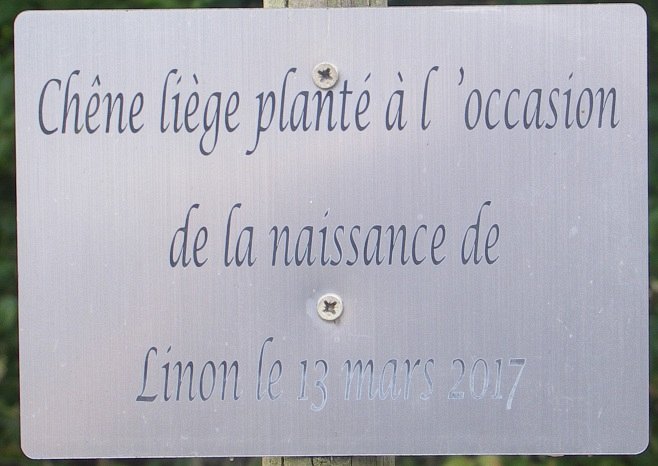 Chêne liège planté à l 'occasion
de la naissance de
Linon le 13 mars 2017